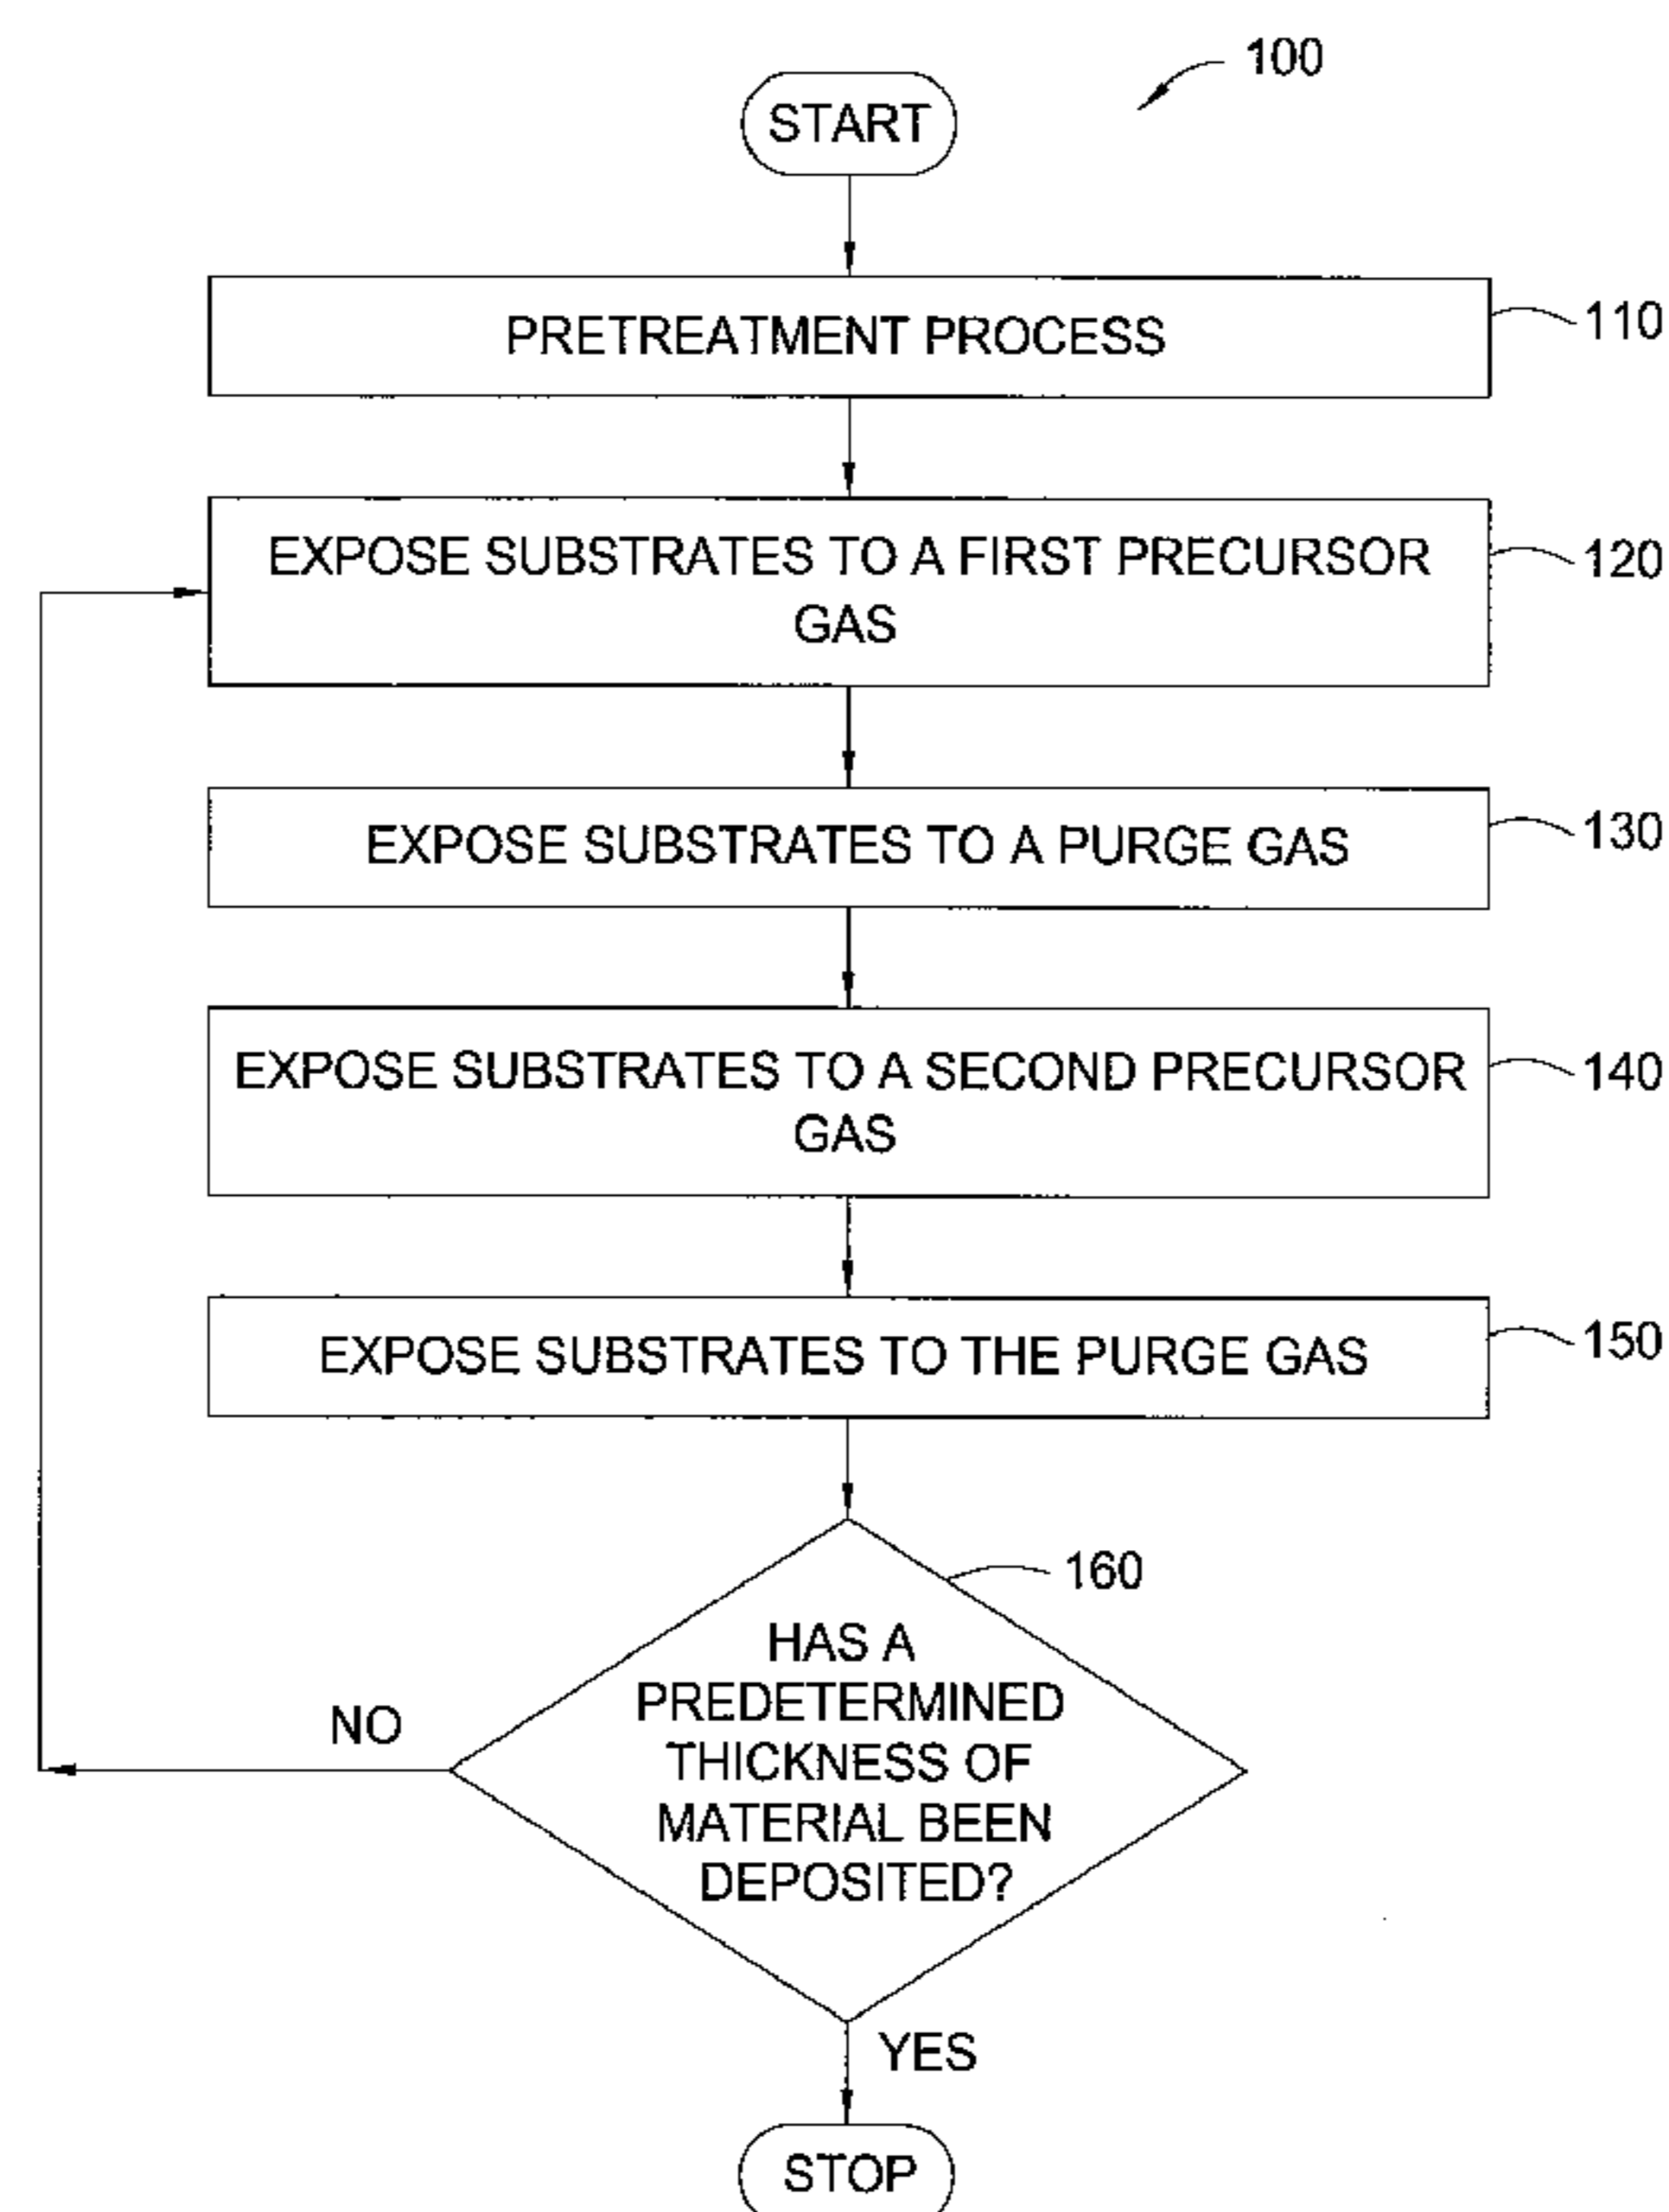 100
START
PRETREATMENT PROCESS
110
EXPOSE SUBSTRATES TO A FIRST PRECURSOR
GAS
120
EXPOSE SUBSTRATES TO A PURGE GAS
130
EXPOSE SUBSTRATES TO A SECOND PRECURSOR
GAS
140
EXPOSE SUBSTRATES TO THE PURGE GAS
150
160
HAS A
PREDETERMINED
THICKNESS OF
MATERIAL BEEN
DEPOSITED?
NO
YES
STOP